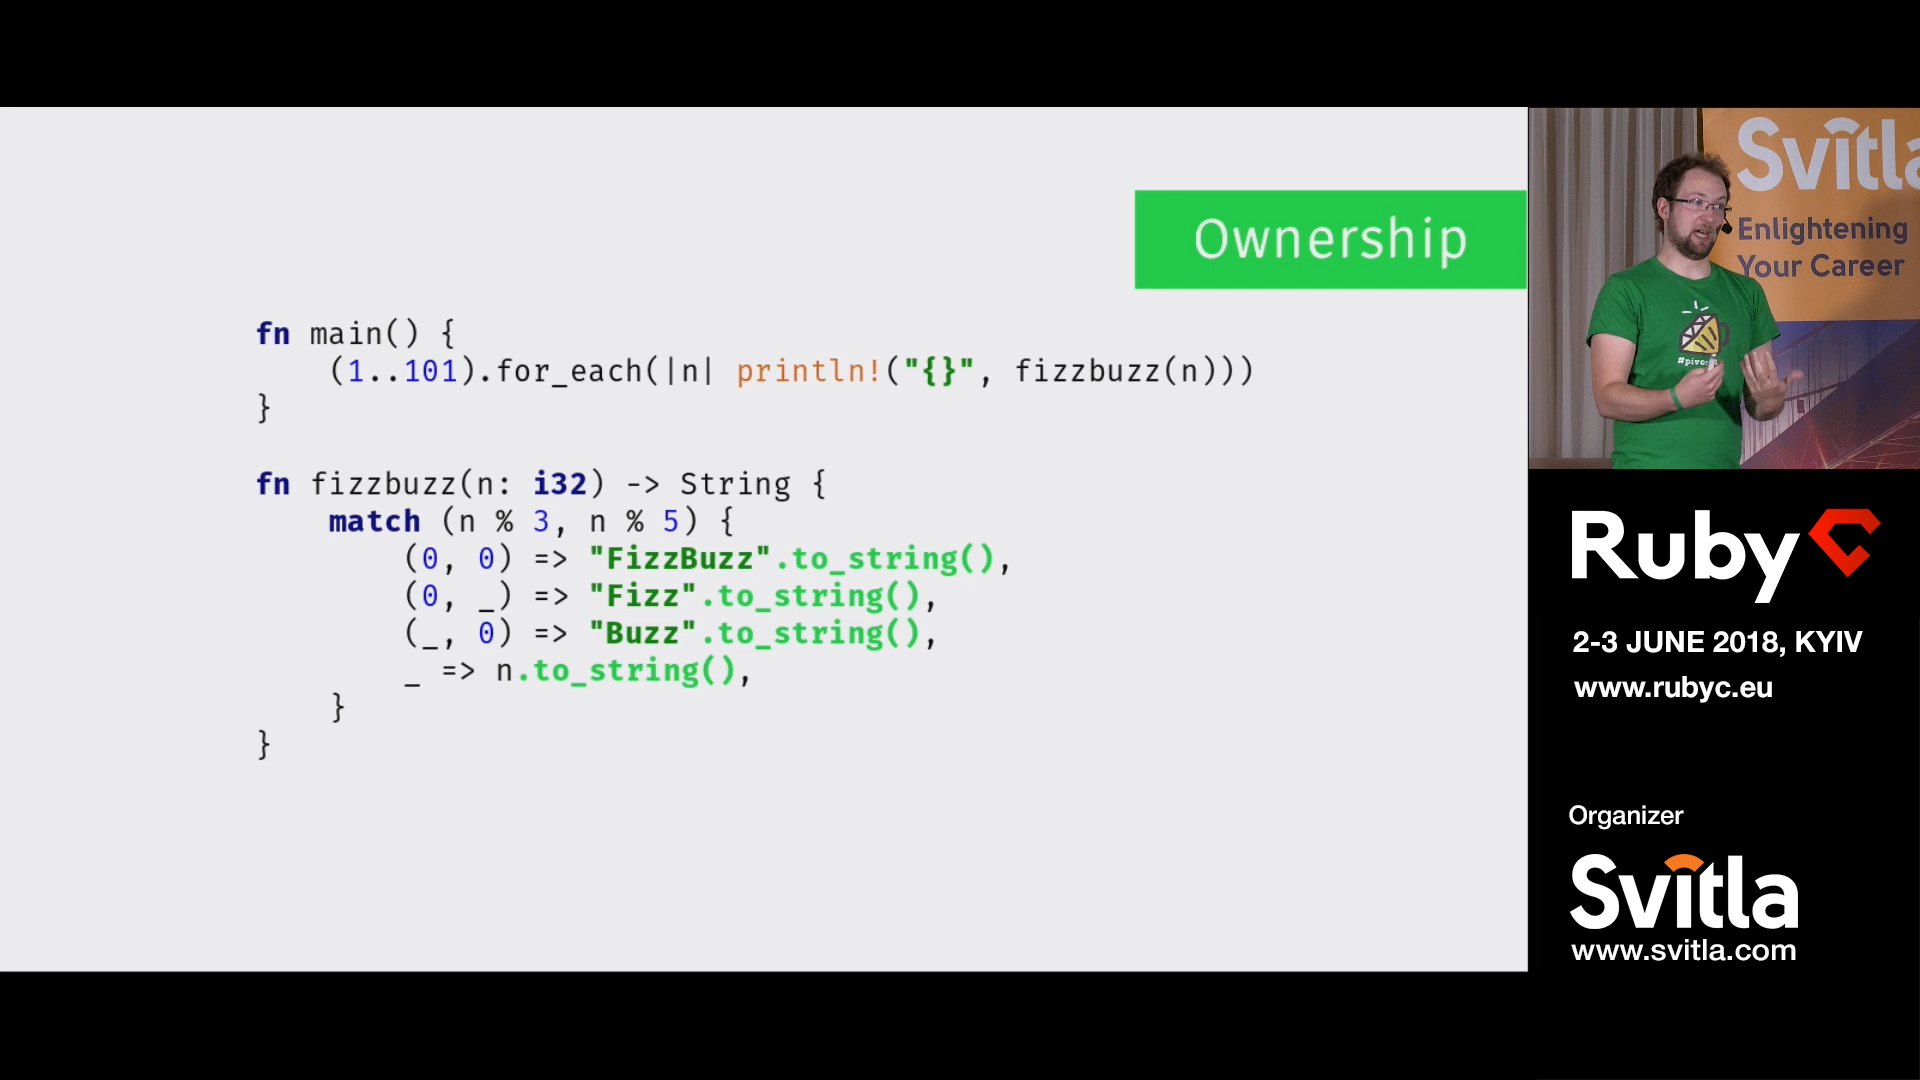 Ownership
fn main() {
    (1..101).for_each(|n| println!("{}", fizzbuzz(n)))
}
fn fizzbuzz(n: i32) -> String {
    match (n % 3, n % 5) {
        (0, 0) => "FizzBuzz".to_string(),
        (0, _) => "Fizz".to_string(),
        (_, 0) => "Buzz".to_string(),
        _ => n.to_string(),
    }
}
Svitla
Enlightening
Your Career
Ruby
2-3 JUNE 2018, KYIV
www.rubyc.eu
Organizer
Svitla
www.svitla.com